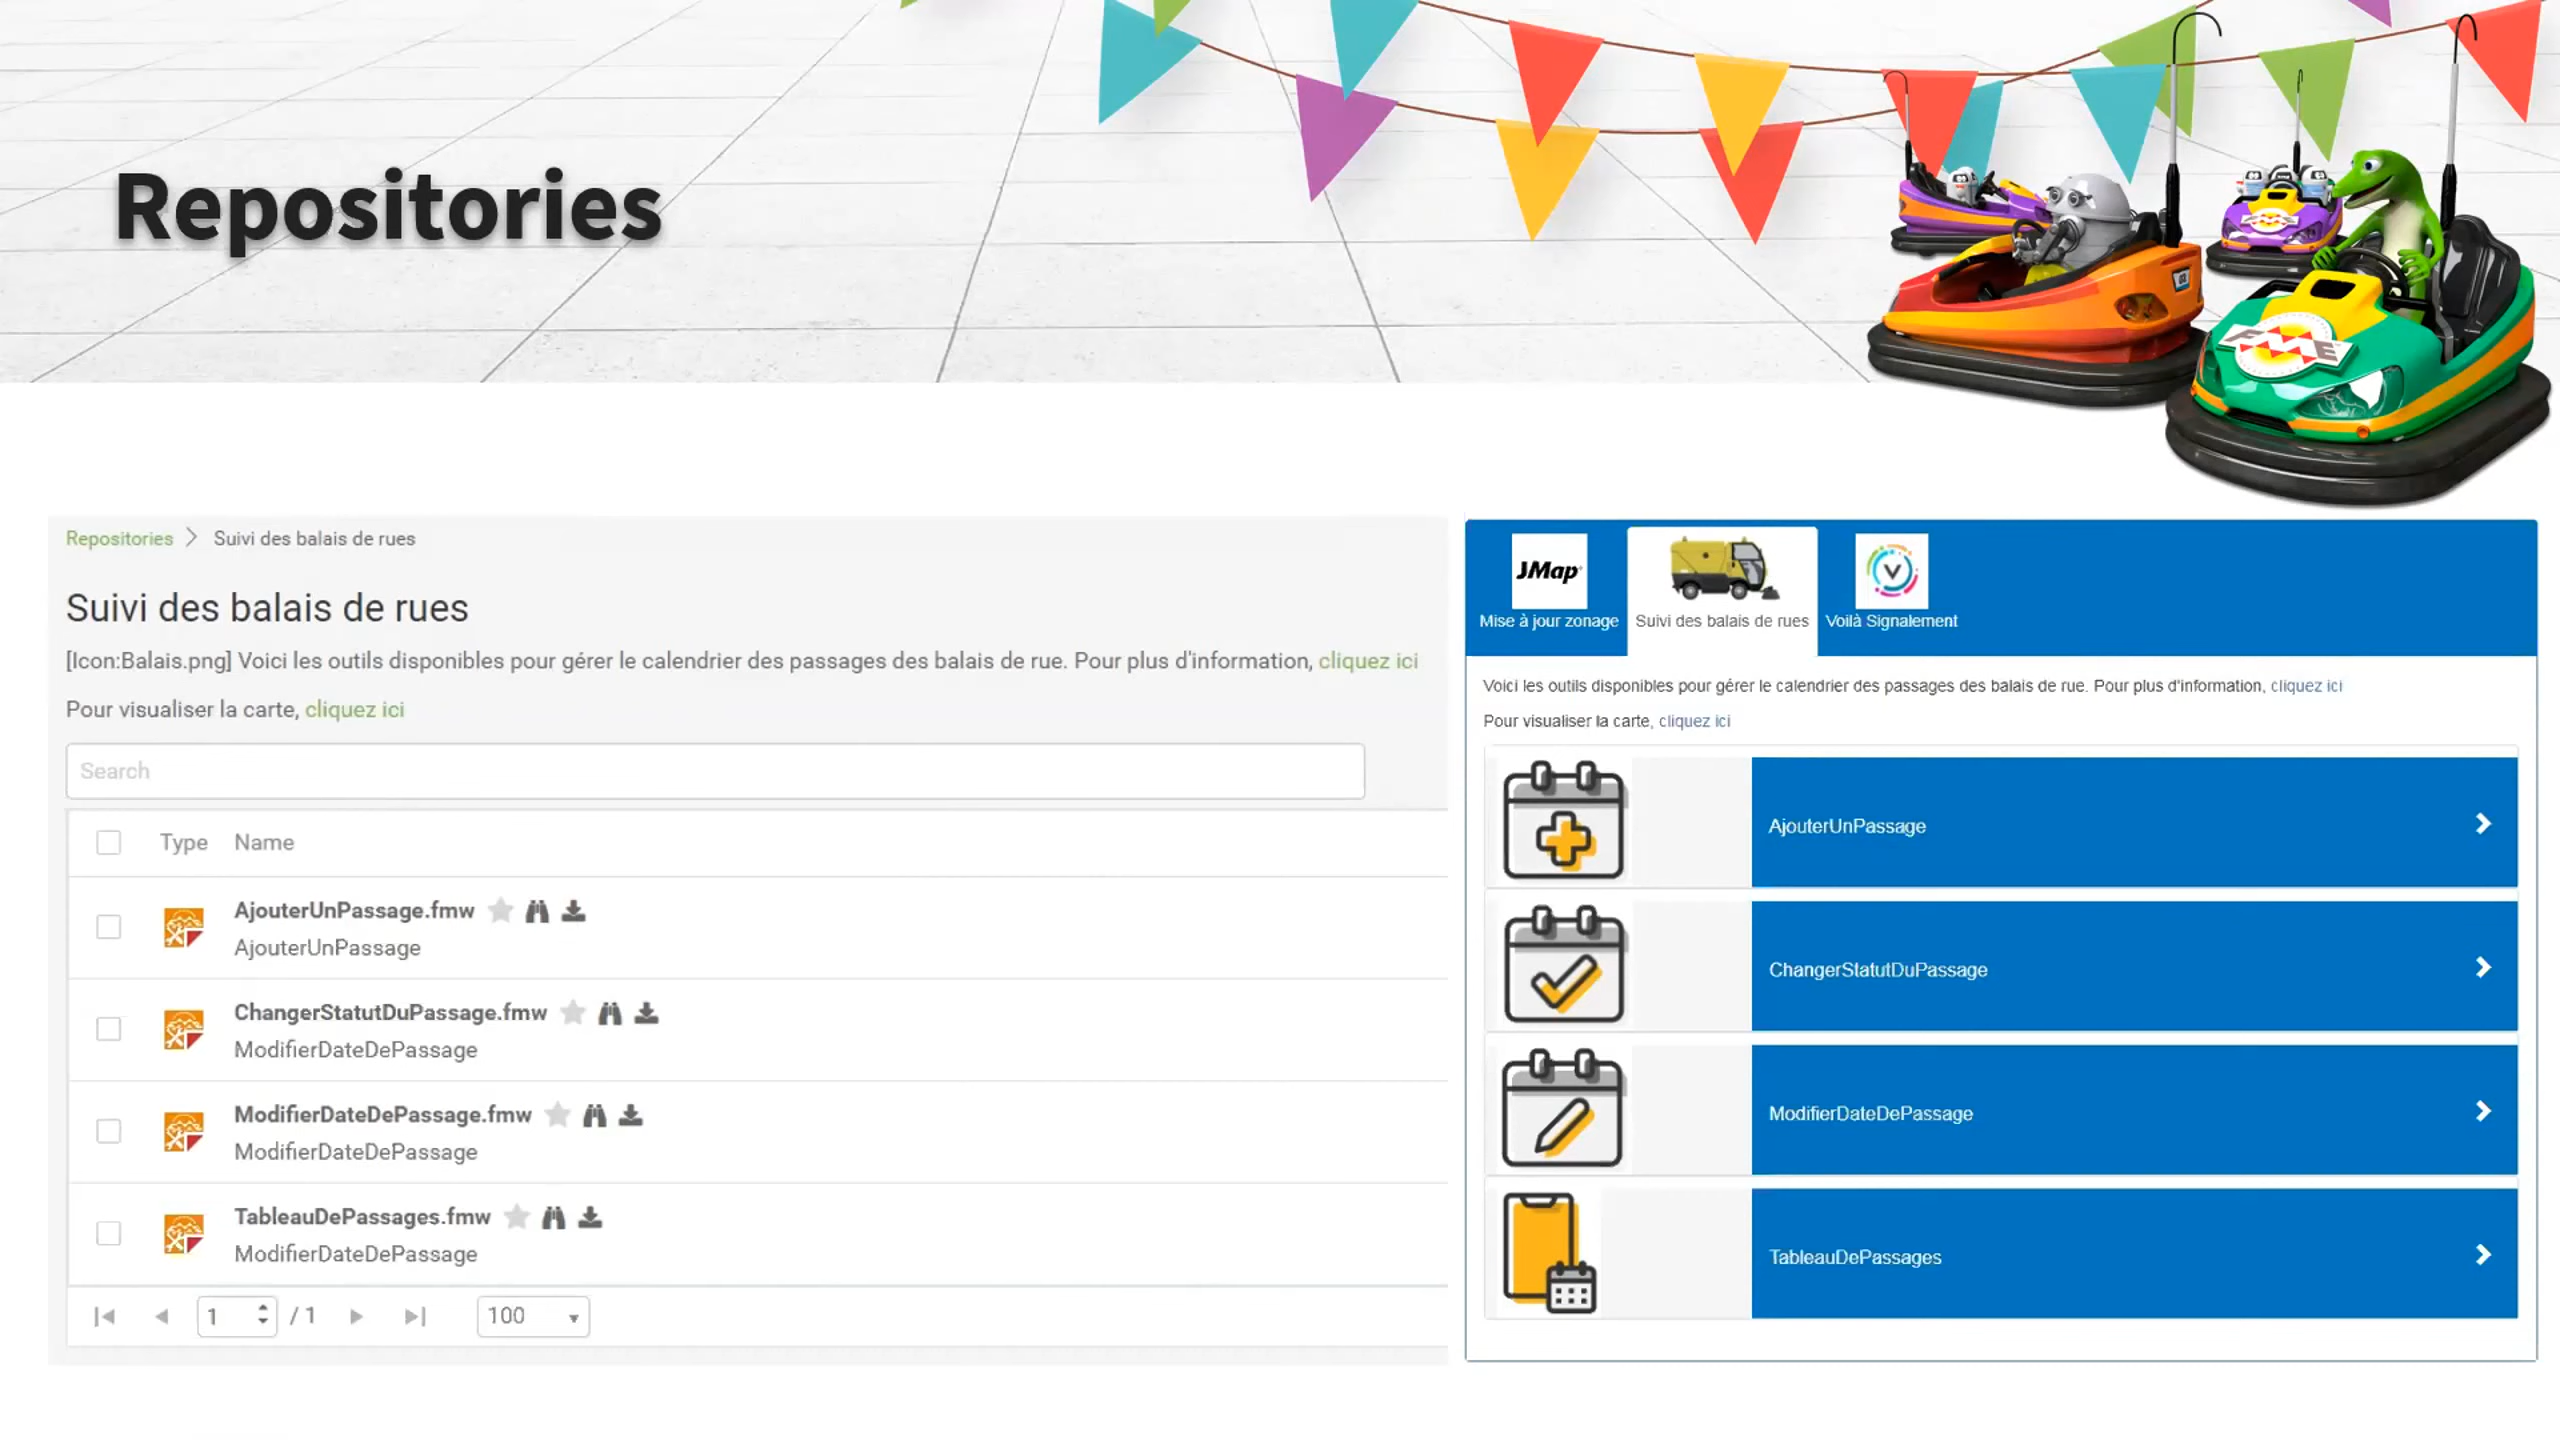 Repositories
FME
Repositories > Suivi des balais de rues
Suivi des balais de rues
[Icon:Balais.png] Voici les outils disponibles pour gérer le calendrier des passages des balais de rue. Pour plus d'information, cliquez ici
Pour visualiser la carte, cliquez ici
Search
Type Name
AjouterUnPassage.fmw
AjouterUnPassage
ChangerStatutDuPassage.fmw
ModifierDateDePassage
ModifierDateDePassage.fmw
ModifierDateDePassage
TableauDePassages.fmw
ModifierDateDePassage
1 / 1 100
JMap
V
Mise à jour zonage Suivi des balais de rues Voilà Signalement
Voici les outils disponibles pour gérer le calendrier des passages des balais de rue. Pour plus d'information, cliquez ici
Pour visualiser la carte, cliquez ici
AjouterUnPassage
ChangerStatutDuPassage
ModifierDateDePassage
TableauDePassages